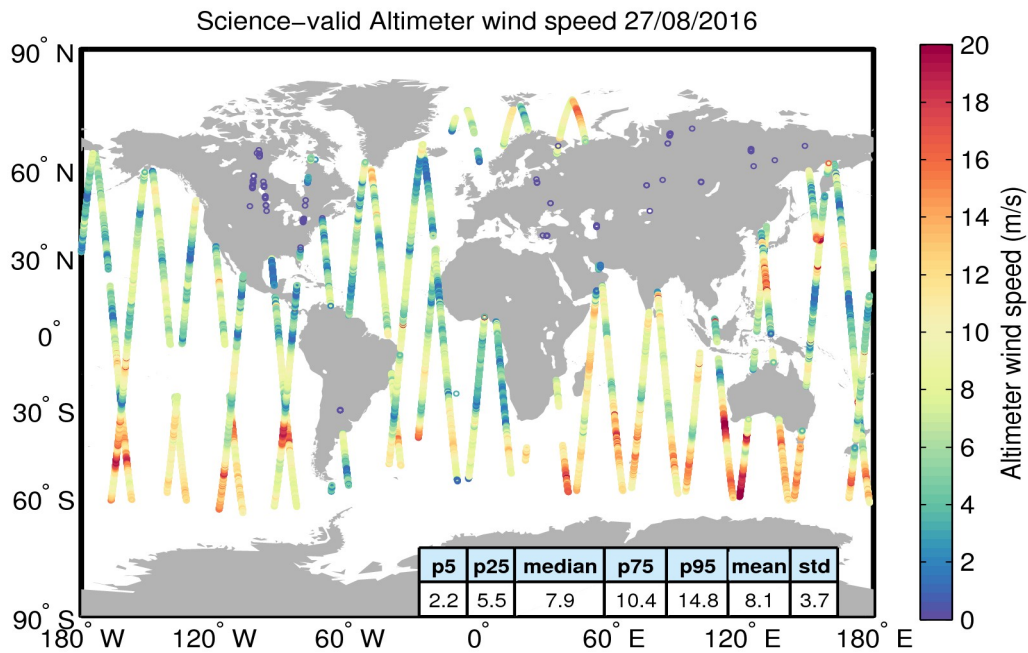 Science−valid Altimeter wind speed 27/08/2016
90° N
60° N
30° N
0°
30° S
60° S
90° S
180° W
120° W
60° W
0°
60° E
120° E
180° E
p5 p25 median p75 p95 mean std
2.2 5.5 7.9 10.4 14.8 8.1 3.7
20
18
16
14
12
10
8
6
4
2
0
Altimeter wind speed (m/s)